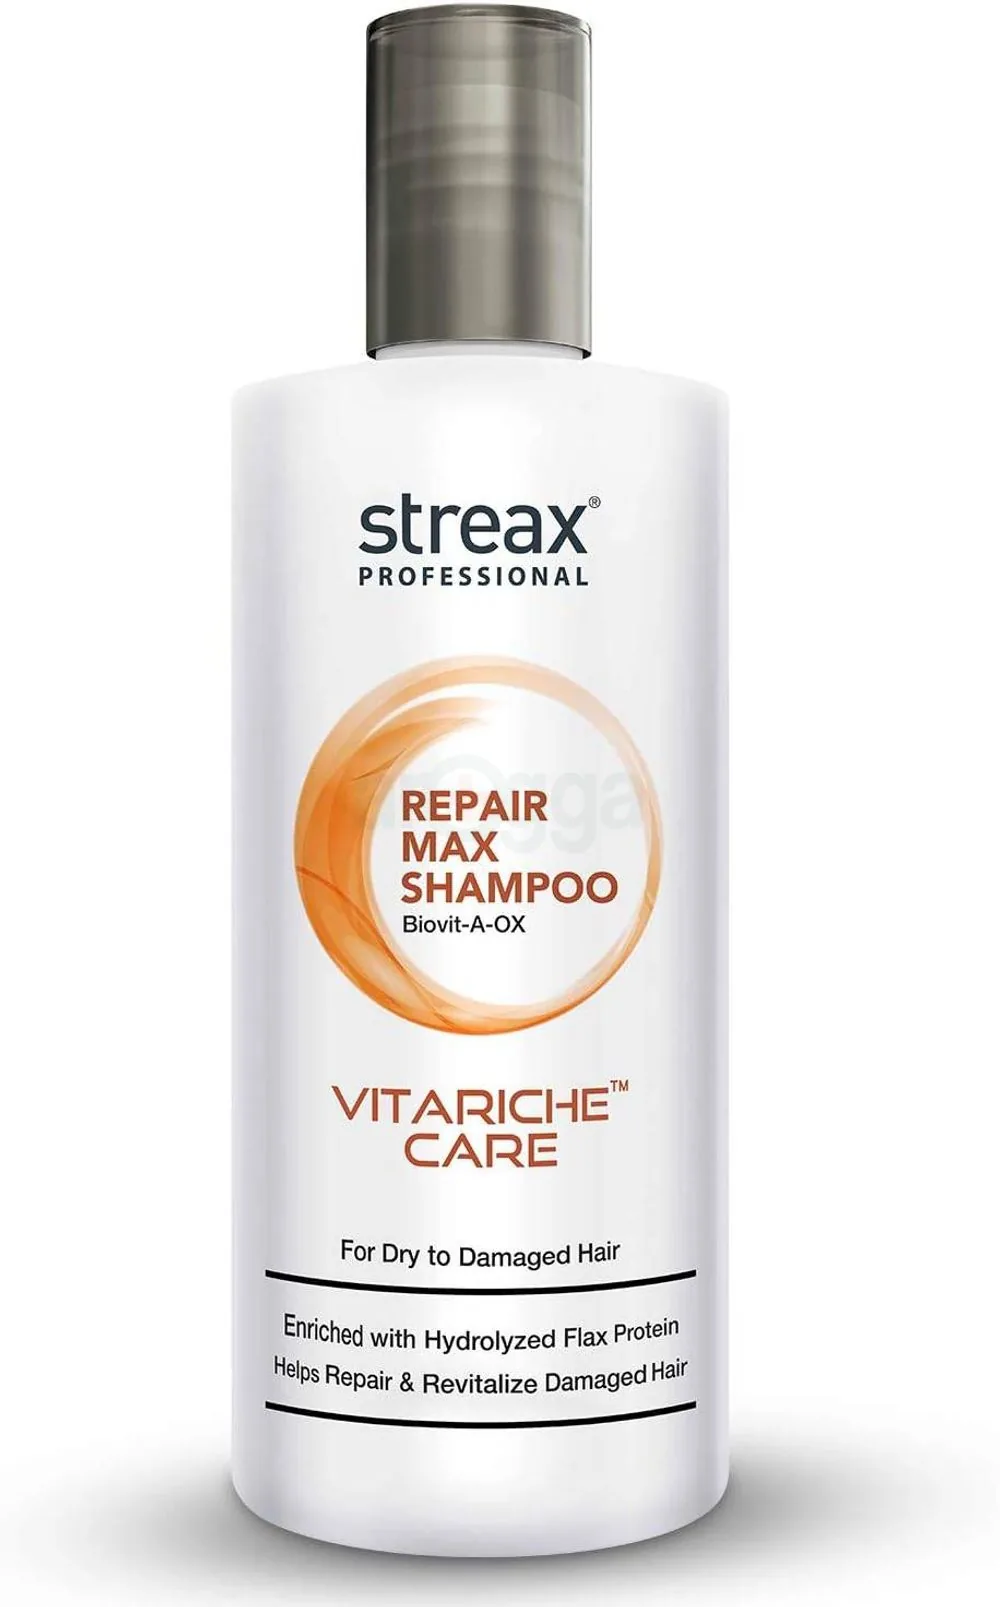 streax®
PROFESSIONAL
REPAIR
MAX
SHAMPOO
Biovit-A-OX
VITARICHE™
CARE
For Dry to Damaged Hair
Enriched with Hydrolyzed Flax Protein
Helps Repair & Revitalize Damaged Hair